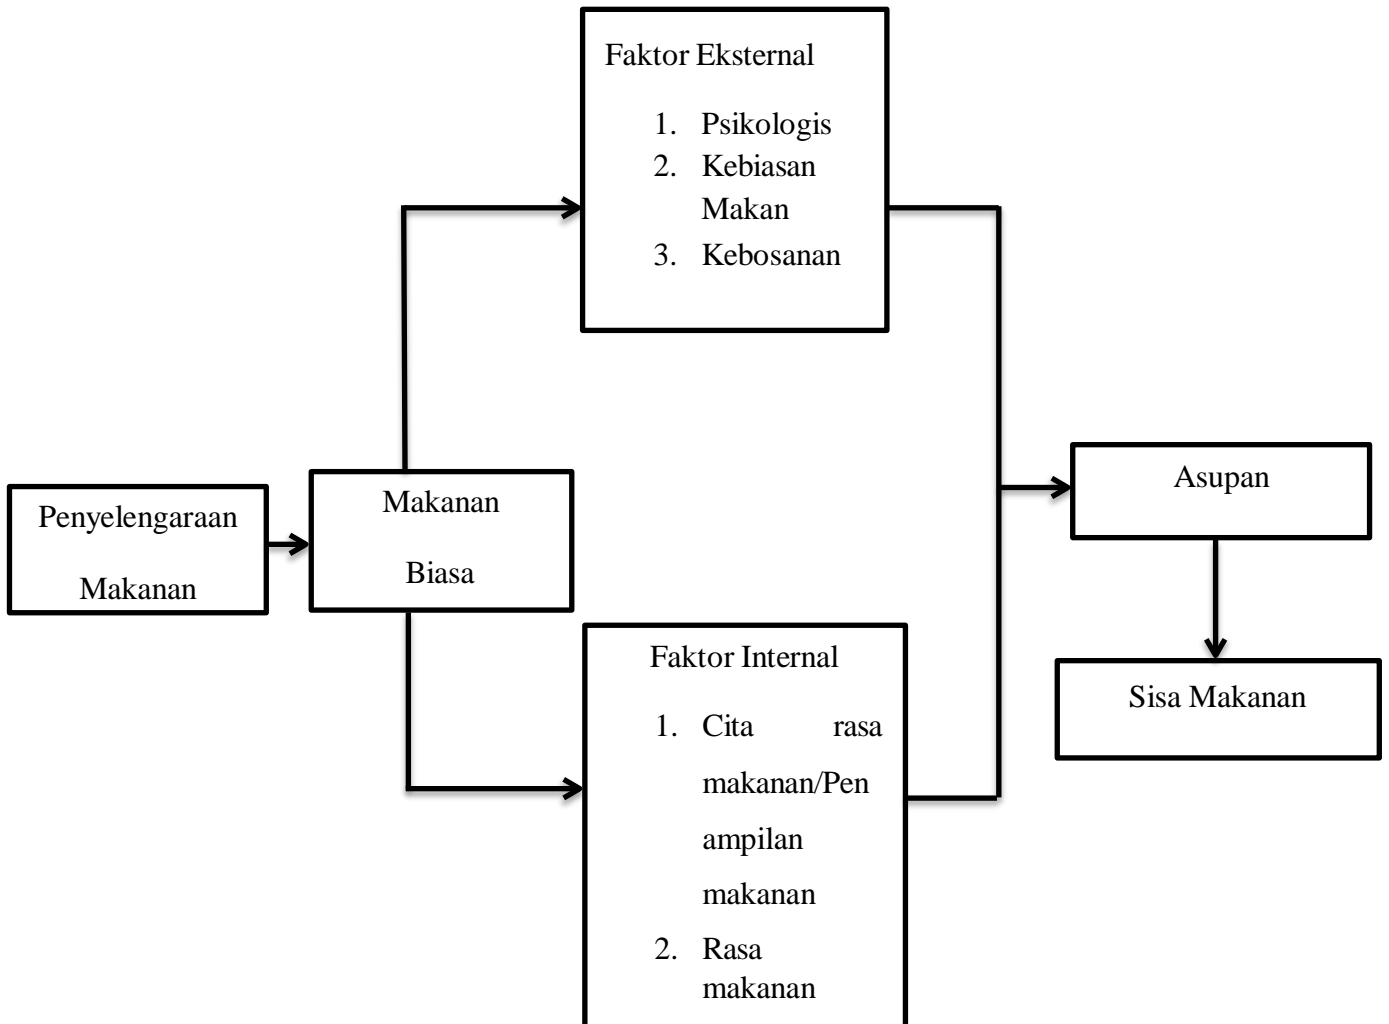 Faktor Eksternal
1. Psikologis
2. Kebiasan
Makan
3. Kebosanan
Penyelengaraan
Makanan
Makanan
Biasa
Faktor Internal
1. Cita rasa
makanan/Pen
ampilan
makanan
2. Rasa
makanan
Asupan
Sisa Makanan